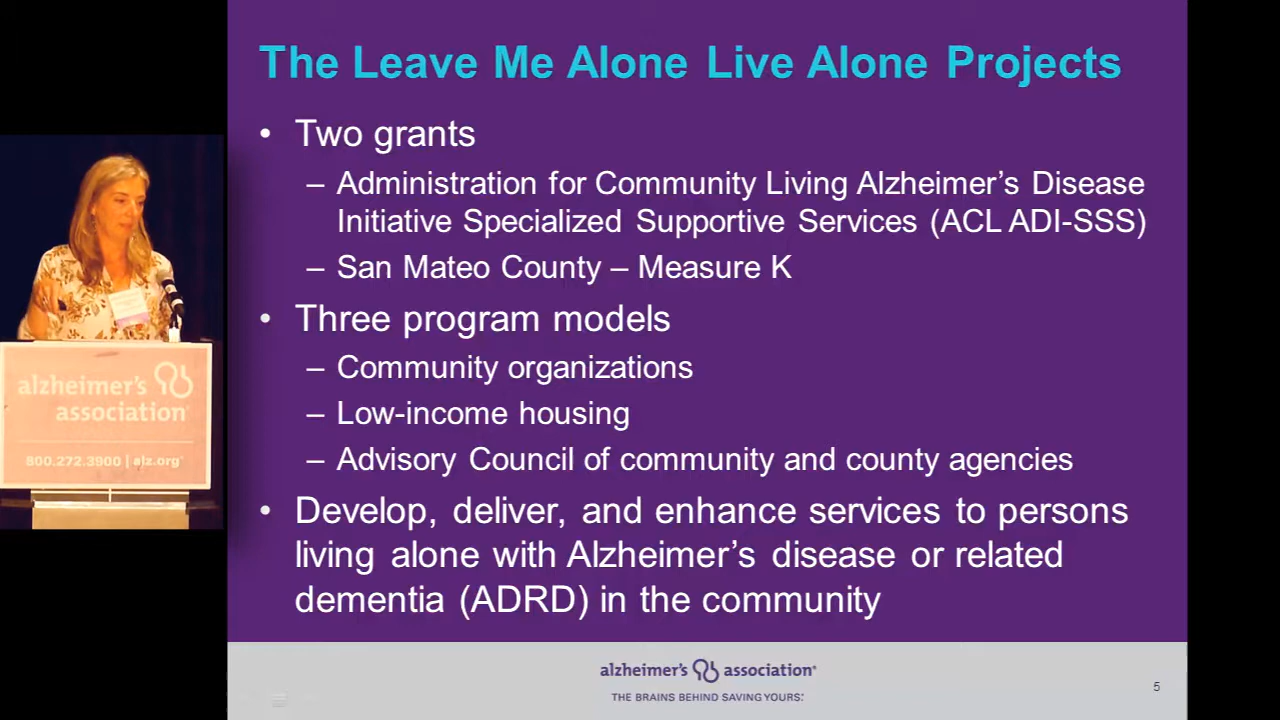 The Leave Me Alone Live Alone Projects
• Two grants
– Administration for Community Living Alzheimer's Disease
Initiative Specialized Supportive Services (ACL ADI-SSS)
– San Mateo County – Measure K
• Three program models
– Community organizations
– Low-income housing
– Advisory Council of community and county agencies
• Develop, deliver, and enhance services to persons
living alone with Alzheimer's disease or related
dementia (ADRD) in the community
alzheimer's association®
THE BRAINS BEHIND SAVING YOURS:
5
alzheimer's
association®
800.272.3900 | alz.org®